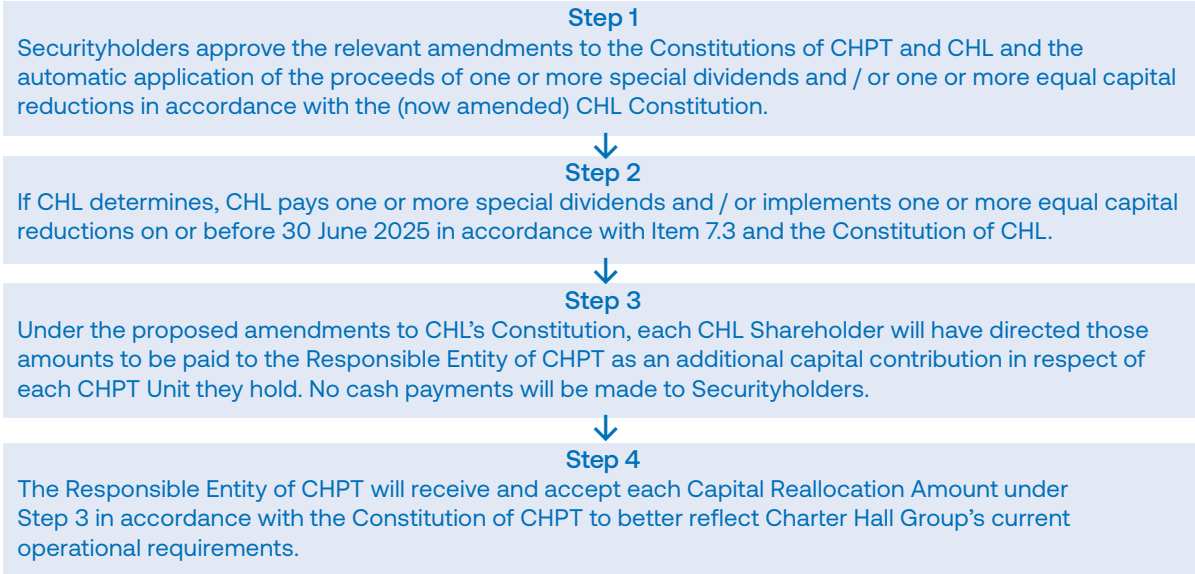 Step 1
Securityholders approve the relevant amendments to the Constitutions of CHPT and CHL and the
automatic application of the proceeds of one or more special dividends and / or one or more equal capital
reductions in accordance with the (now amended) CHL Constitution.
Step 2
If CHL determines, CHL pays one or more special dividends and / or implements one or more equal capital
reductions on or before 30 June 2025 in accordance with Item 7.3 and the Constitution of CHL.
Step 3
Under the proposed amendments to CHL’s Constitution, each CHL Shareholder will have directed those
amounts to be paid to the Responsible Entity of CHPT as an additional capital contribution in respect of
each CHPT Unit they hold. No cash payments will be made to Securityholders.
Step 4
The Responsible Entity of CHPT will receive and accept each Capital Reallocation Amount under
Step 3 in accordance with the Constitution of CHPT to better reflect Charter Hall Group’s current
operational requirements.